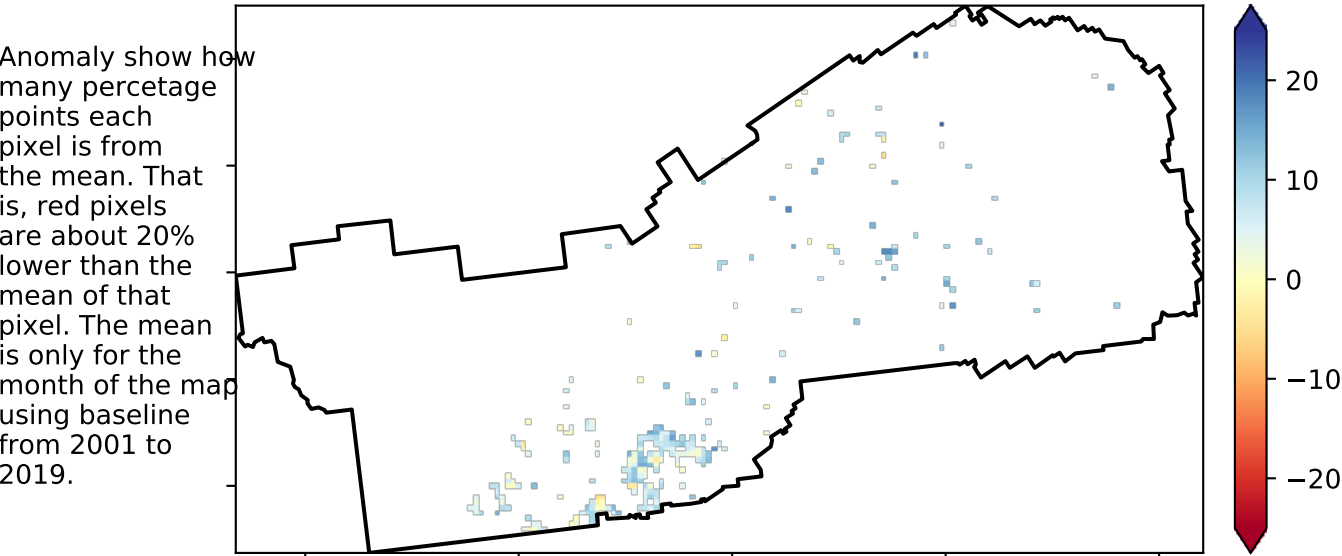 Anomaly show how
many percetage
points each
pixel is from
the mean. That
is, red pixels
are about 20%
lower than the
mean of that
pixel. The mean
is only for the
month of the map
using baseline
from 2001 to
2019.
20
10
0
−10
−20